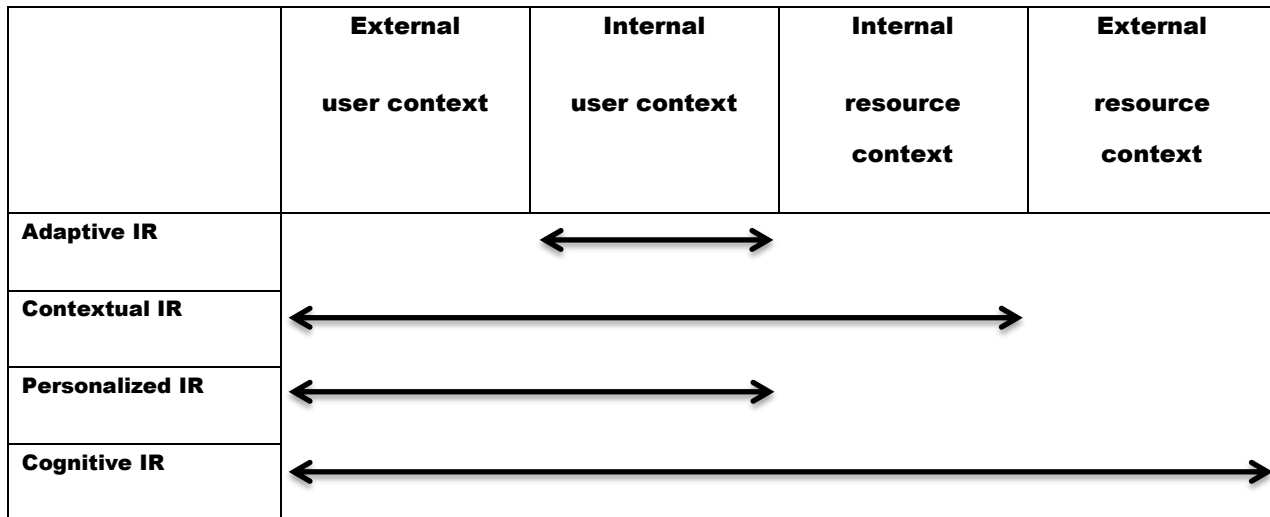 External
user context
Internal
user context
Internal
resource
context
External
resource
context
Adaptive IR
Contextual IR
Personalized IR
Cognitive IR